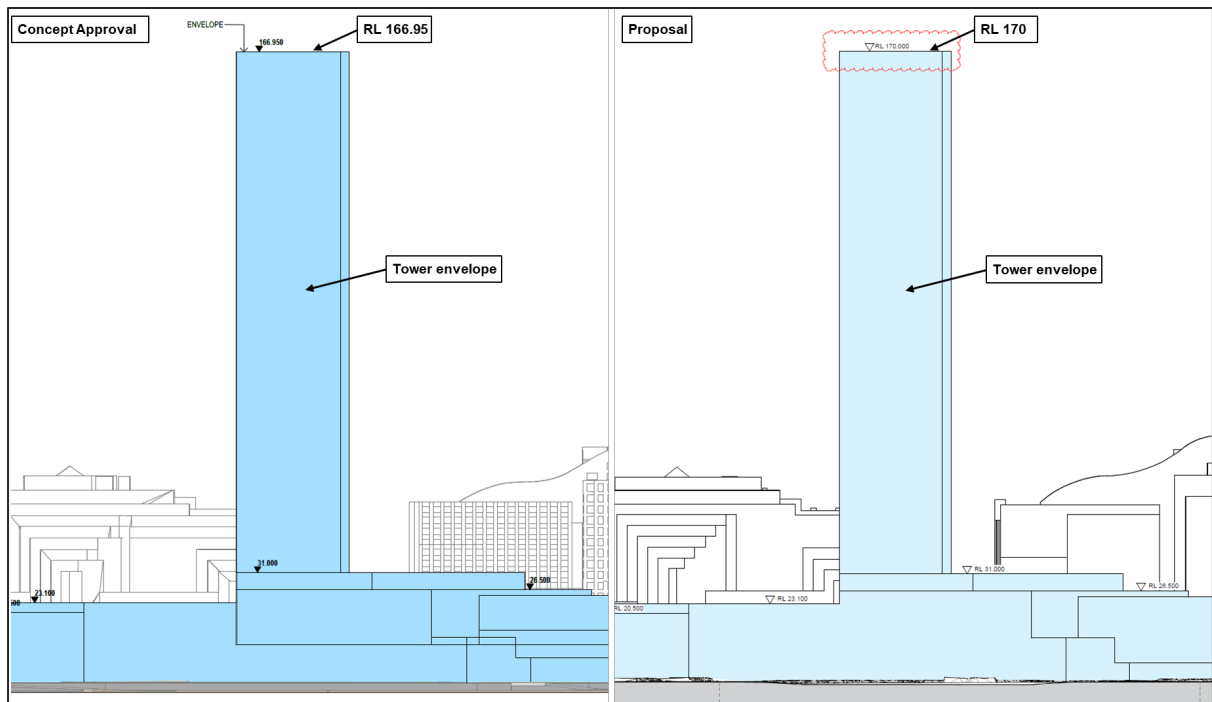 Concept Approval
ENVELOPE
166.950
RL 166.95
Tower envelope
31.000
26.500
23.100
Proposal
RL 170.000
RL 170
Tower envelope
RL 31.000
RL 26.500
RL 23.100
RL 20.500